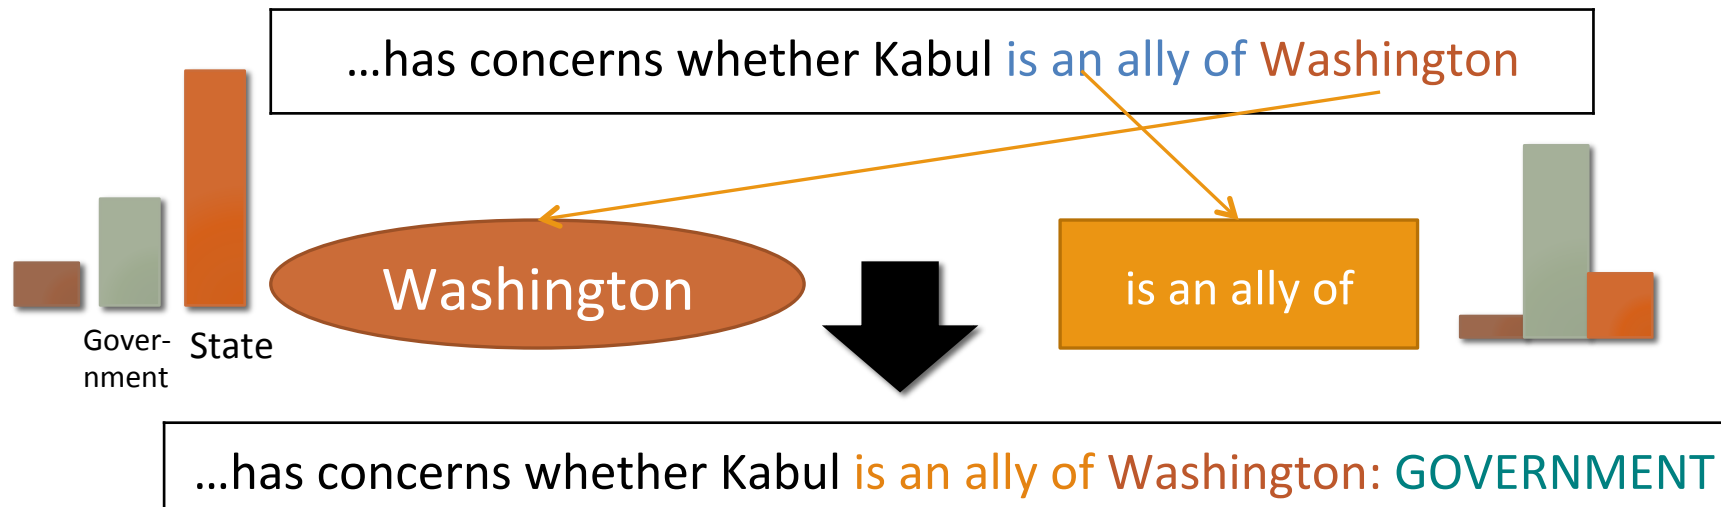 …has concerns whether Kabul is an ally of Washington
Washington
is an ally of
Gover-
nment
State
…has concerns whether Kabul is an ally of Washington: GOVERNMENT